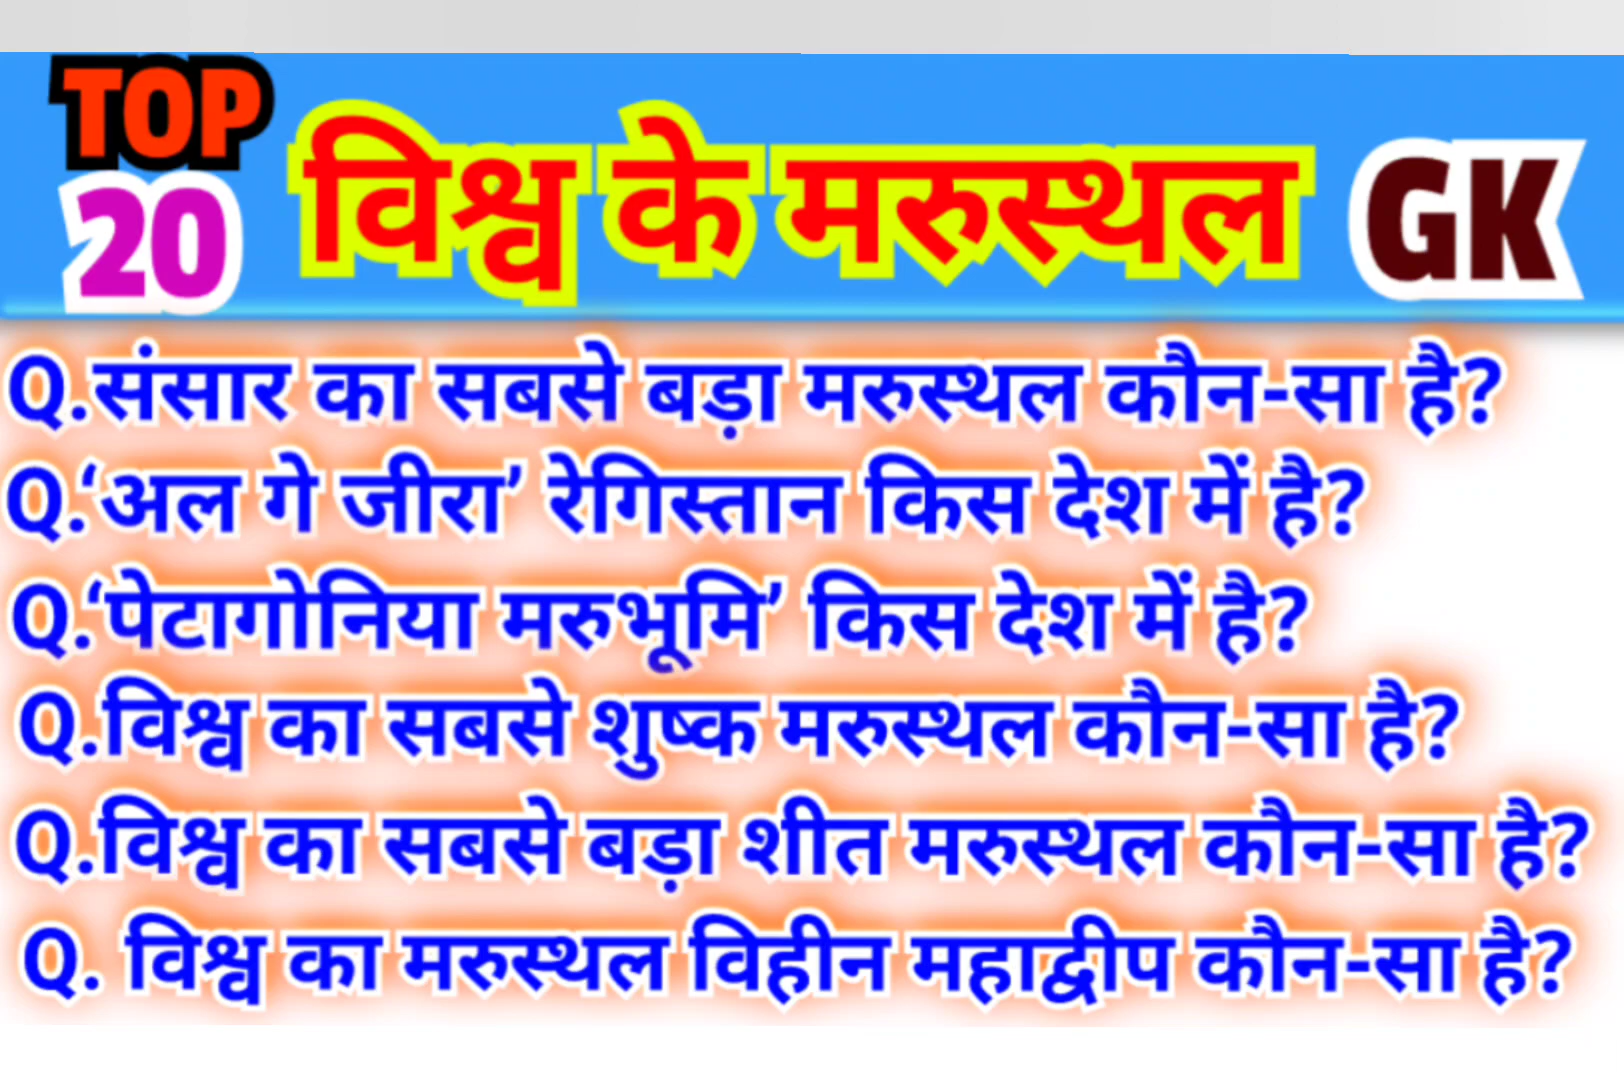 TOP
20
विश्व के मरुस्थल GK
Q.संसार का सबसे बड़ा मरुस्थल कौन-सा है?
Q.‘अल गे जीरा’ रेगिस्तान किस देश में है?
Q.‘पेटागोनिया मरुभूमि’ किस देश में है?
Q.विश्व का सबसे शुष्क मरुस्थल कौन-सा है?
Q.विश्व का सबसे बड़ा शीत मरुस्थल कौन-सा है?
Q. विश्व का मरुस्थल विहीन महाद्वीप कौन-सा है?